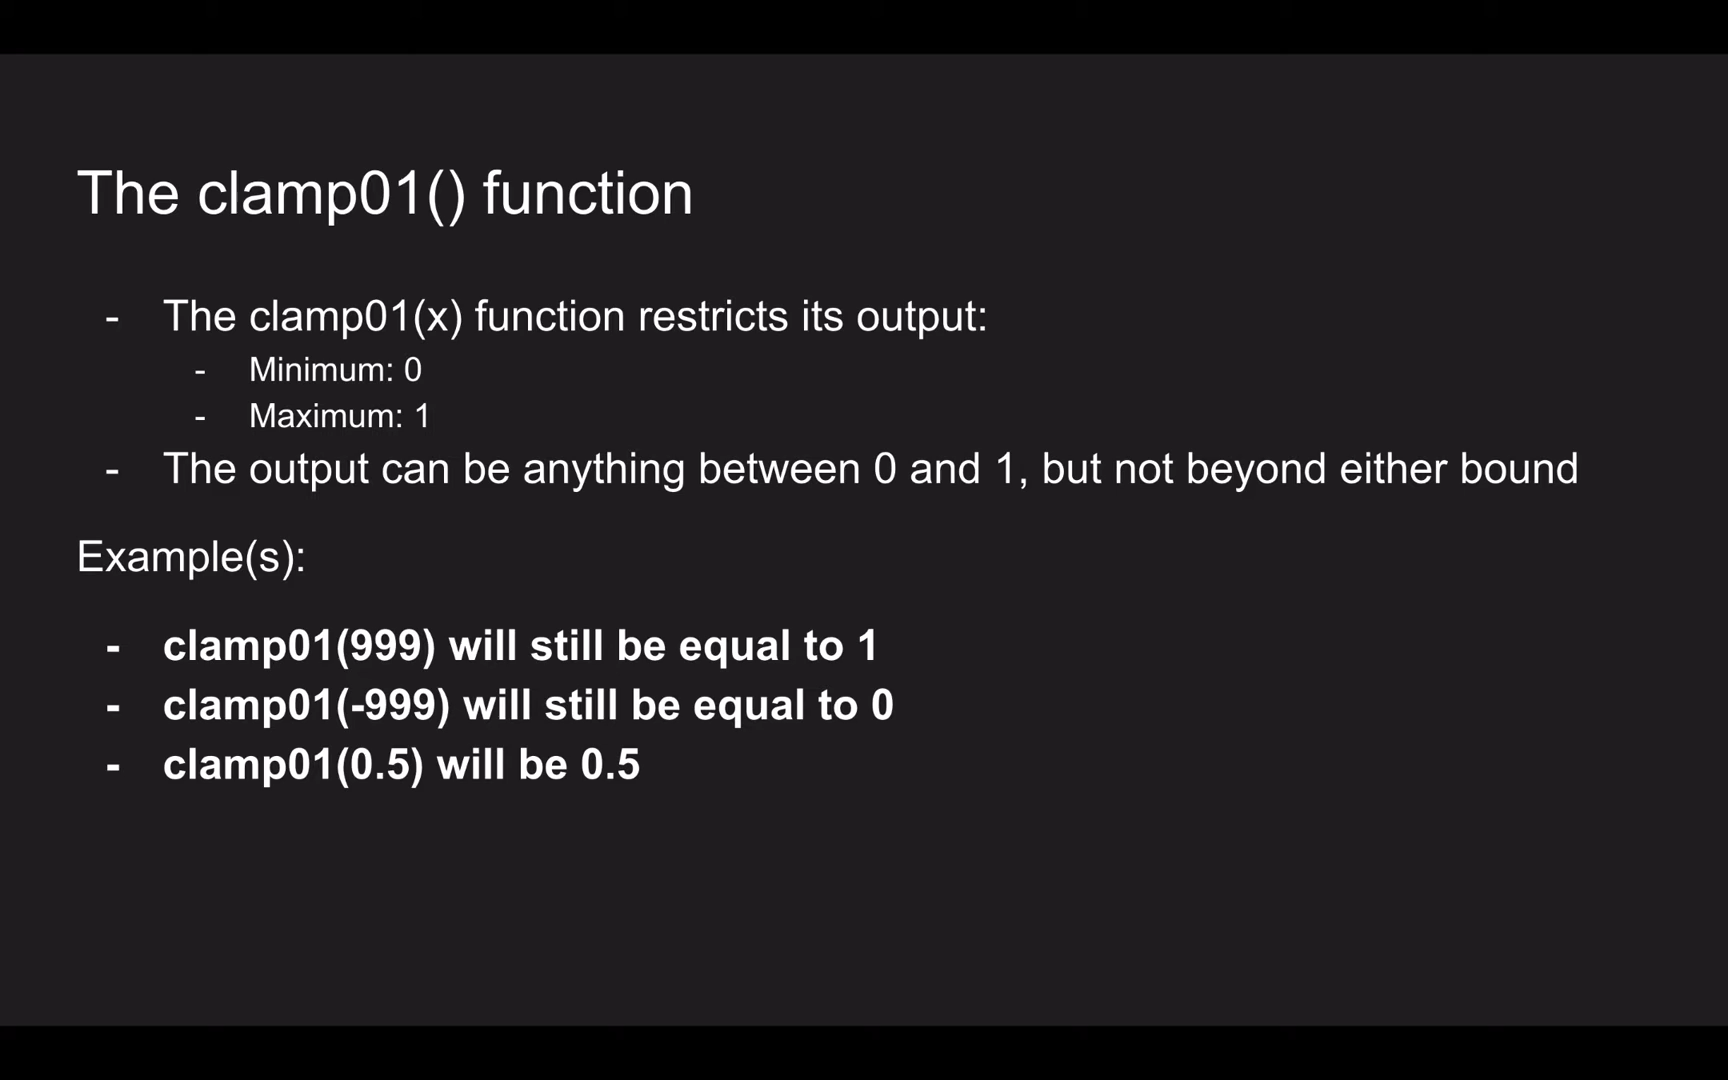 The clamp01() function
- The clamp01(x) function restricts its output:
- Minimum: 0
- Maximum: 1
- The output can be anything between 0 and 1, but not beyond either bound
Example(s):
- clamp01(999) will still be equal to 1
- clamp01(-999) will still be equal to 0
- clamp01(0.5) will be 0.5